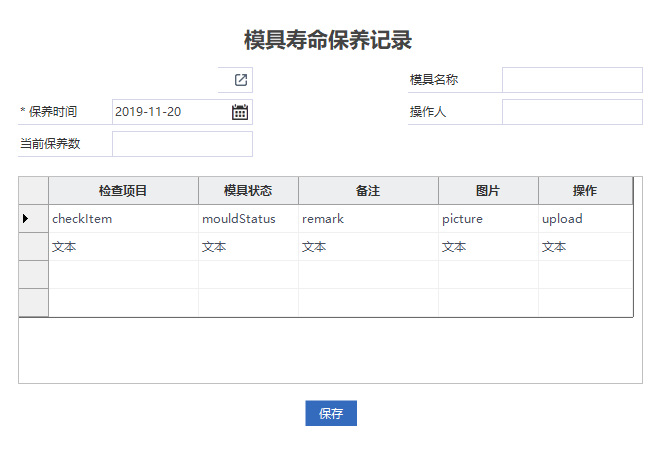 模具寿命保养记录
模具名称
* 保养时间 2019-11-20 操作人
当前保养数
检查项目 模具状态 备注 图片 操作
checkItem mouldStatus remark picture upload
文本 文本 文本 文本 文本
保存